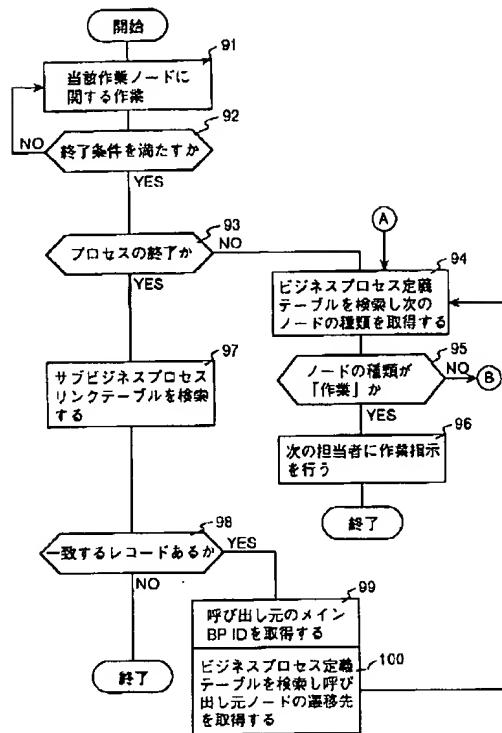 開始
91
当該作業ノードに
関する作業
92
NO
終了条件を満たすか
YES
93
プロセスの終了か
NO
YES
A
94
ビジネスプロセス定義
テーブルを検索し次の
ノードの種類を取得する
95
ノードの種類が
「作業」か
NO
B
YES
96
次の担当者に作業指示
を行う
終了
97
サブビジネスプロセス
リンクテーブルを検索
する
98
一致するレコードあるか
YES
NO
終了
99
呼び出し元のメイン
BP IDを取得する
100
ビジネスプロセス定義
テーブルを検索し呼び
出し元ノードの遷移先
を取得する